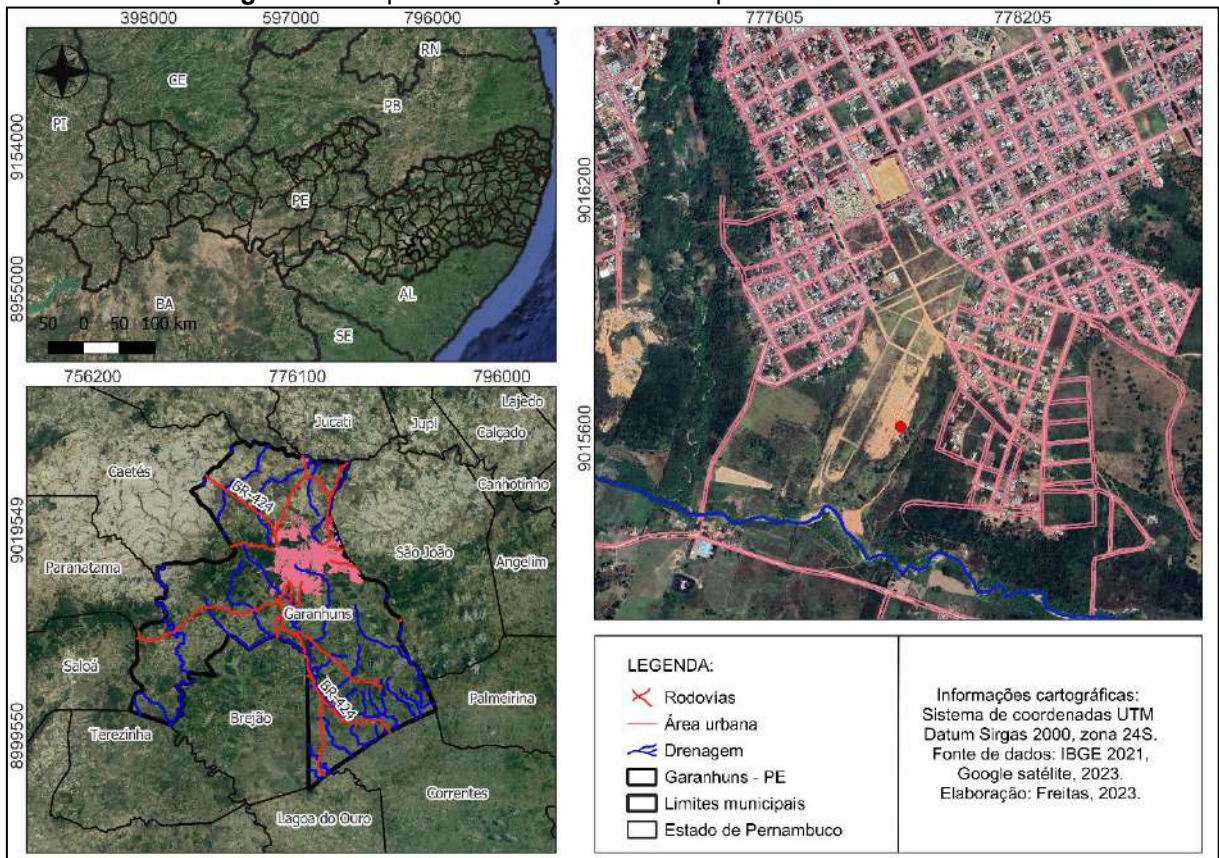 398000 597000 796000
RN
CE
PB
PI
9154000
PE
8955000
AL
BA
50 0 50 100 km
SE
756200 776100 796000
Lajedo
Jucati Jupi
Calçado
Caetés
Canhotinho
BR-424
9019549
São João
Angelim
Paranatama
Garanhuns
Saloá
Palmeirina
BR-424
Brejão
8999550
Terezinha
Correntes
Lagoa do Ouro
777605 778205
9016200
9015600
LEGENDA:
Rodovias
Área urbana
Drenagem
Garanhuns - PE
Limites municipais
Estado de Pernambuco
Informações cartográficas:
Sistema de coordenadas UTM
Datum Sirgas 2000, zona 24S.
Fonte de dados: IBGE 2021,
Google satélite, 2023.
Elaboração: Freitas, 2023.